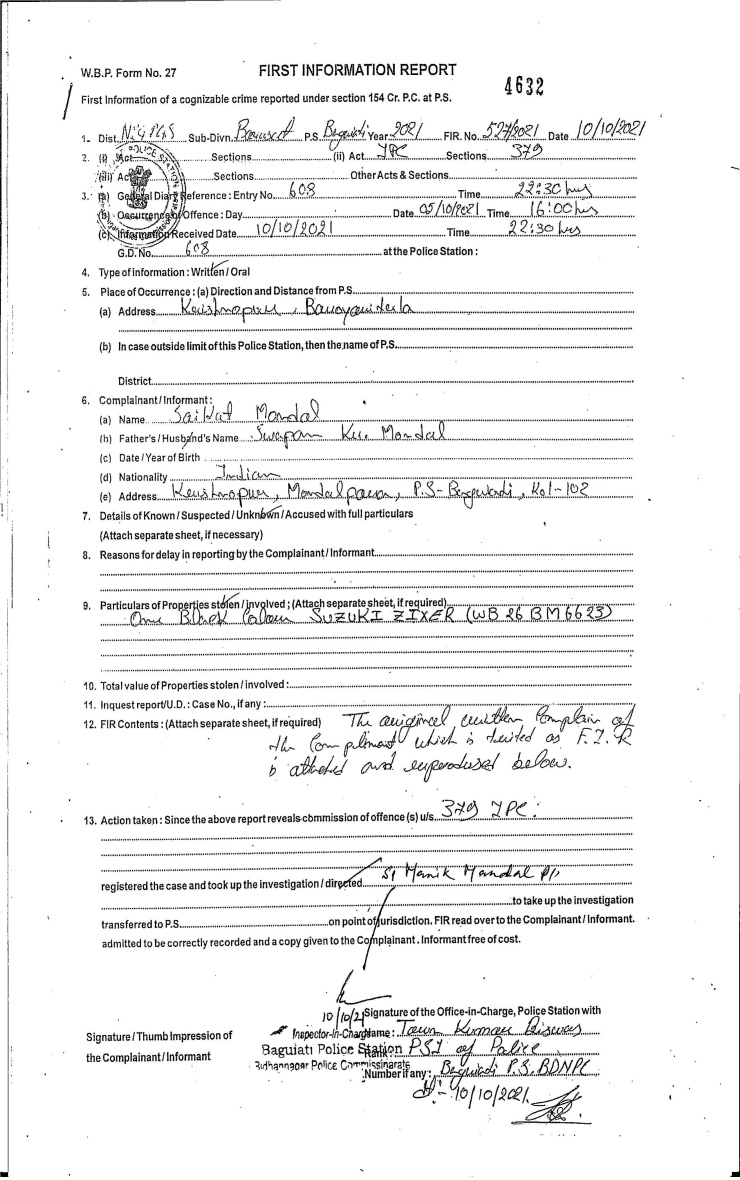 W.B.P. Form No. 27 FIRST INFORMATION REPORT 4632
First Information of a cognizable crime reported under section 154 Cr. P.C. at P.S.
1. Dist. N 24 PGS Sub-Divn. Barasat P.S. Baguiati Year 2021 FIR. No. 527/2021 Date 10/10/2021
2. (i) Act Sections (ii) Act IPC Sections 379
(iii) Act Sections Other Acts & Sections
3. (a) General Diary Reference : Entry No. 608 Time 22:30 hrs
(b) Occurrence of Offence : Day Date 05/10/2021 Time 16:00 hrs
(c) Information Received Date 10/10/2021 Time 22:30 hrs
G.D. No. 608 at the Police Station :
4. Type of information : Written / Oral
5. Place of Occurrence : (a) Direction and Distance from P.S.
(a) Address Krishnapur,
(b) In case outside limit of this Police Station, then the name of P.S.
District
6. Complainant / Informant :
(a) Name Saikat Mondal
(b) Father's / Husband's Name Swapan Kr. Mondal
(c) Date / Year of Birth
(d) Nationality Indian
(e) Address Krishnapur, Mondalpara, P.S- Baguiati, Kol-102
7. Details of Known / Suspected / Unknown / Accused with full particulars
(Attach separate sheet, if necessary)
8. Reasons for delay in reporting by the Complainant / Informant
9. Particulars of Properties stolen / involved ; (Attach separate sheet, if required)
One Black Colour SUZUKI ZIXER (WB 26 BM 6623)
10. Total value of Properties stolen / involved :
11. Inquest report / U.D. : Case No., if any :
12. FIR Contents : (Attach separate sheet, if required) The original written Complain of
the Complinant which is treited as F.I.R
is attached and reproduced below.
13. Action taken : Since the above report reveals commission of offence (s) u/s. 379 IPC.
registered the case and took up the investigation / directed SI Manik Mandal
to take up the investigation
transferred to P.S. on point of jurisdiction. FIR read over to the Complainant / Informant.
admitted to be correctly recorded and a copy given to the Complainant. Informant free of cost.
10/10/21 Signature of the Office-in-Charge, Police Station with
Signature / Thumb Impression of Inspector-In-Charge Name : Tarun Kumar Biswas
the Complainant / Informant Baguiati Police Station Rank PSI of Police
Bidhannagar Police Commissinarate Number if any : Baguiati P.S. BDNPC
10/10/2021.